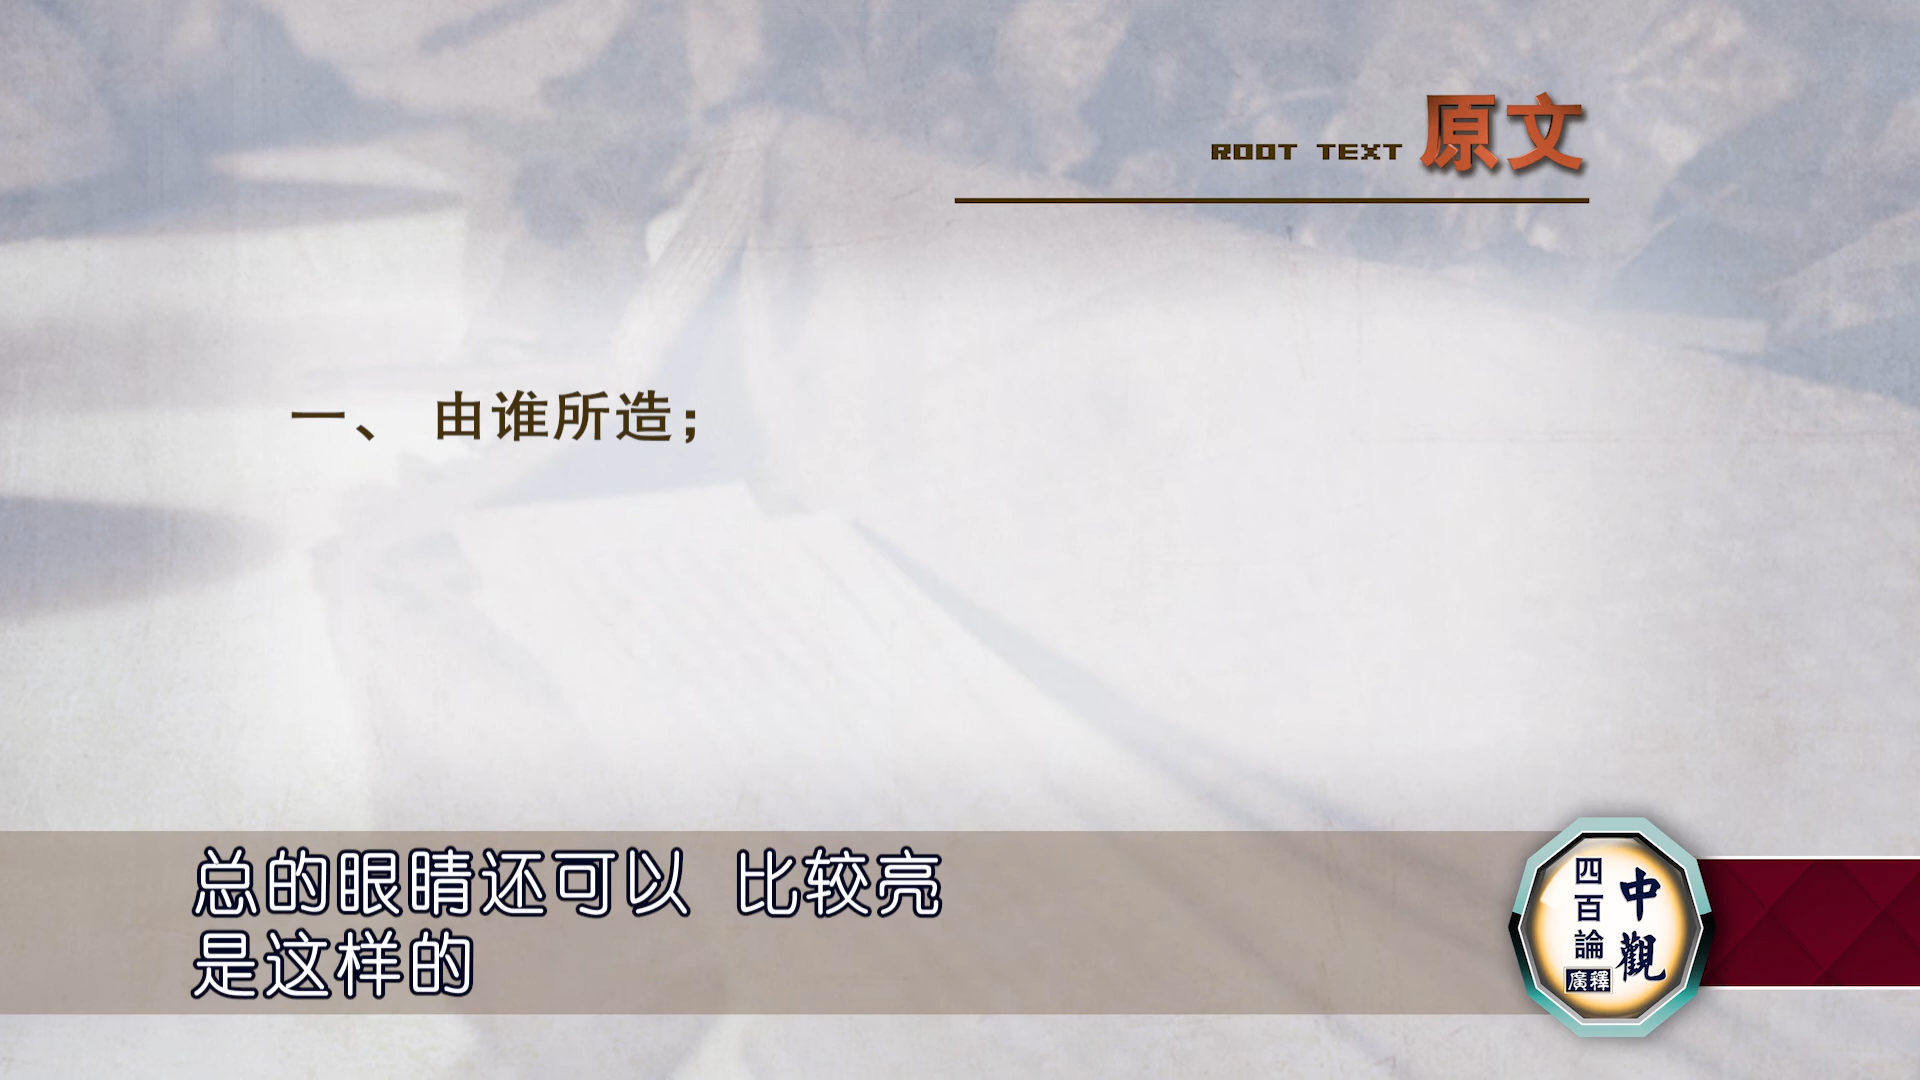 ROOT TEXT 原文
一、 由谁所造；
总的眼睛还可以 比较亮
是这样的
中觀
四百論
廣釋